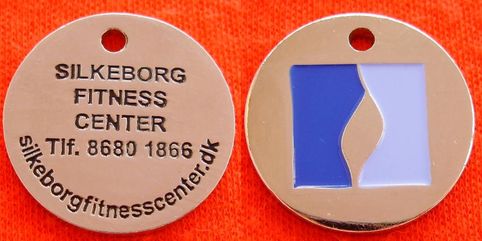 SILKEBORG
FITNESS
CENTER
Tlf. 8680 1866
silkeborgfitnesscenter.dk